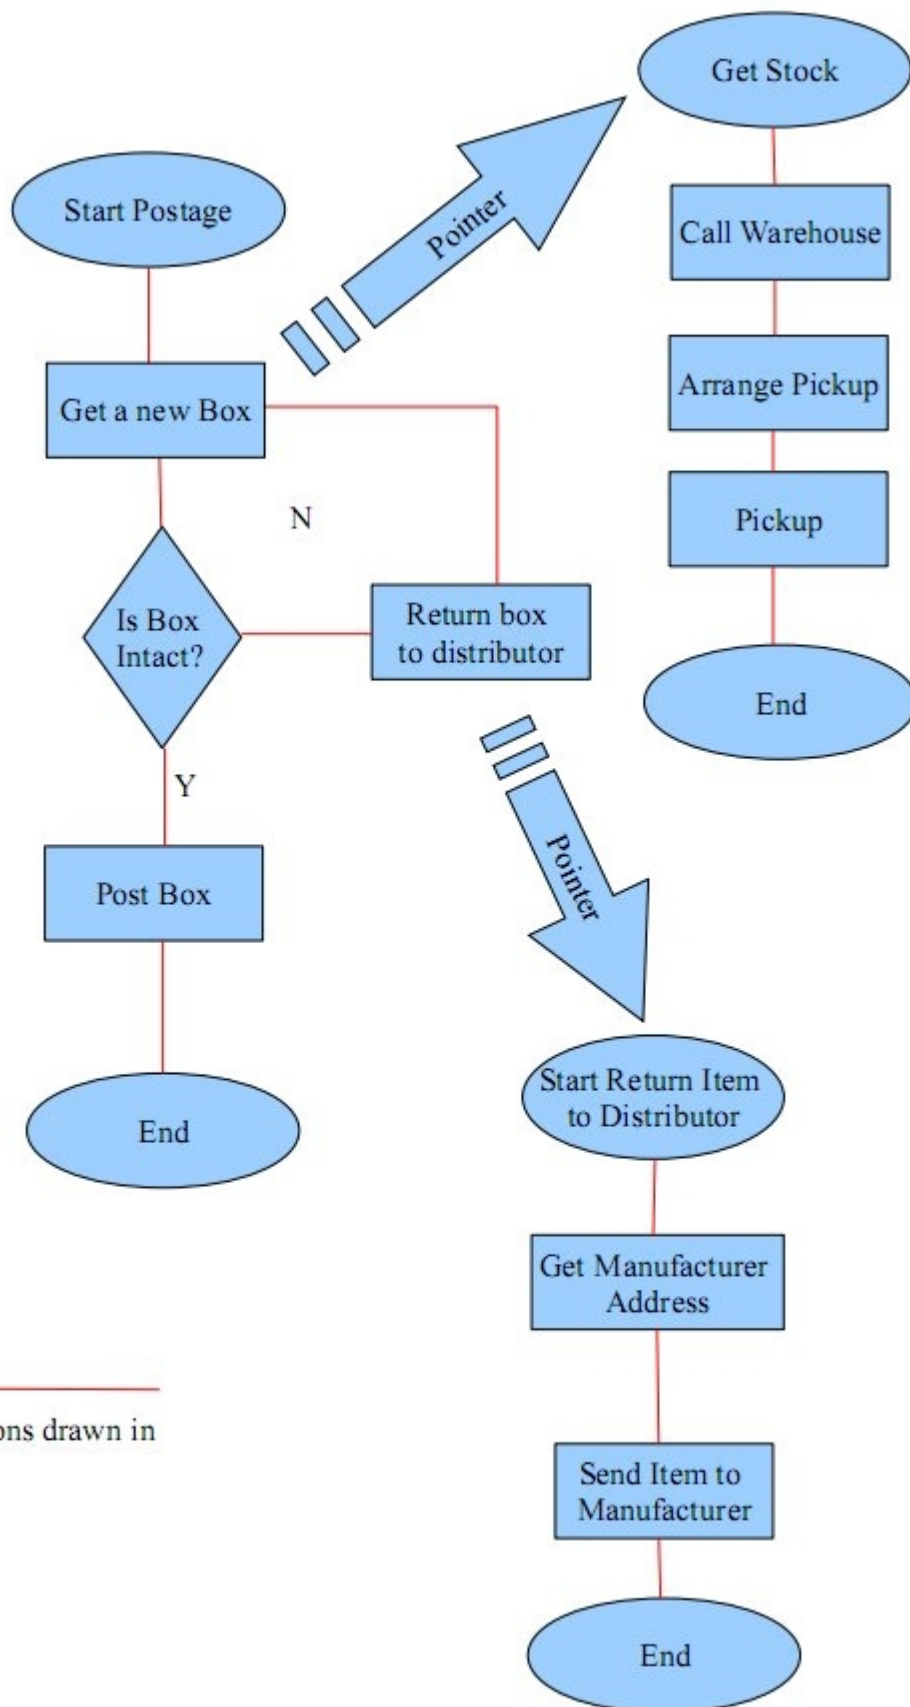 Get Stock
Start Postage
Pointer
Call Warehouse
Get a new Box
Arrange Pickup
N
Pickup
Is Box
Intact?
Return box
to distributor
End
Y
Pointer
Post Box
Start Return Item
to Distributor
End
Get Manufacturer
Address
drawn in
Send Item to
Manufacturer
End